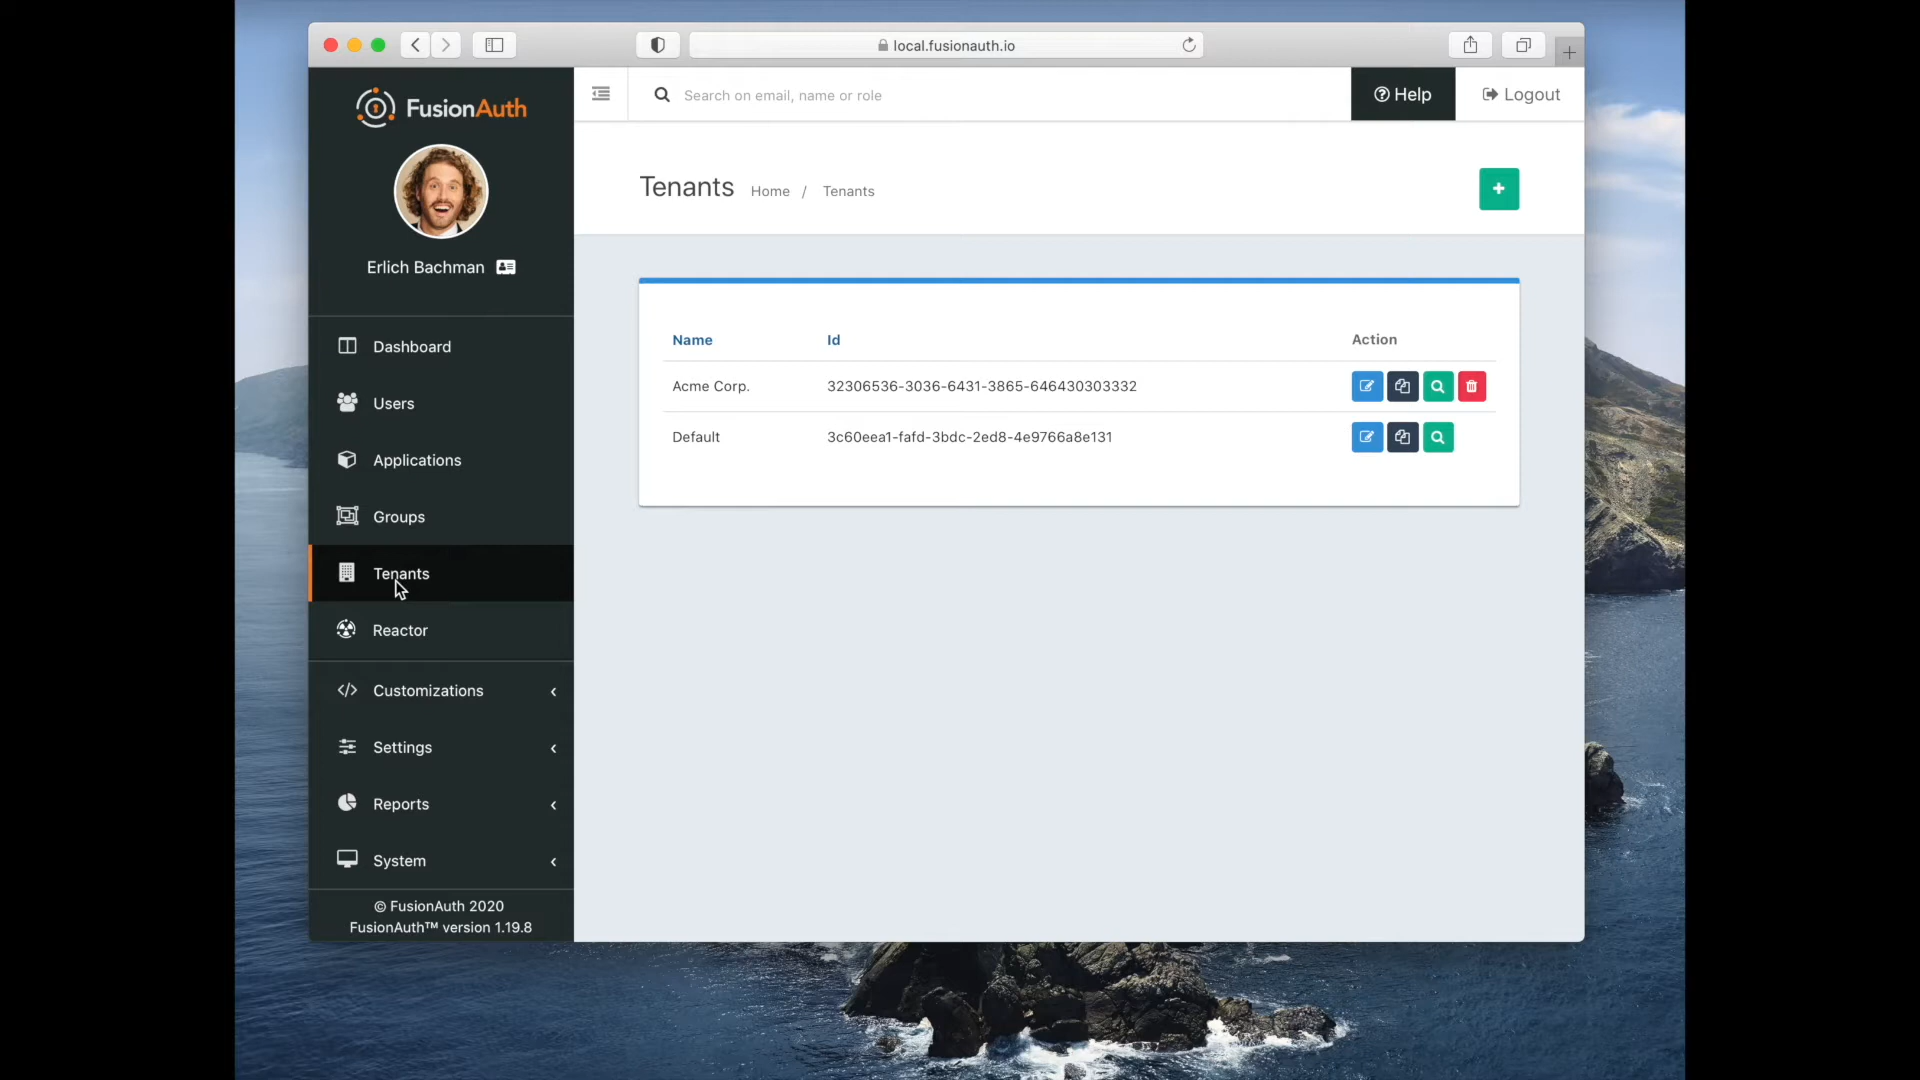 local.fusionauth.io
FusionAuth
Search on email, name or role
Help
Logout
Tenants
Home / Tenants
Erlich Bachman
Dashboard
Users
Applications
Groups
Tenants
Reactor
Customizations
Settings
Reports
System
© FusionAuth 2020
FusionAuth™ version 1.19.8
Name Id Action
Acme Corp. 32306536-3036-6431-3865-646430303332
Default 3c60eea1-fafd-3bdc-2ed8-4e9766a8e131